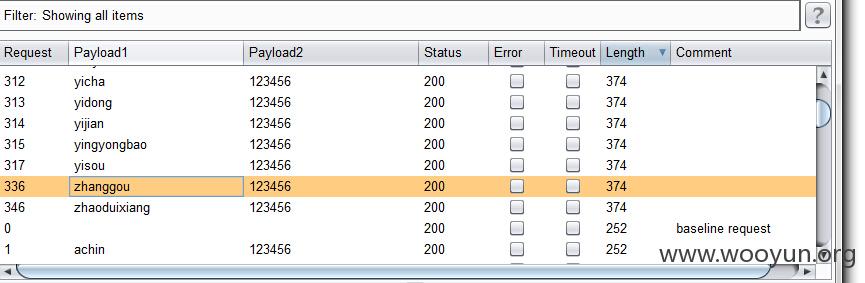 Filter: Showing all items
?
Request Payload1 Payload2 Status Error Timeout Length Comment
312 yicha 123456 200 374
313 yidong 123456 200 374
314 yijian 123456 200 374
315 yingyongbao 123456 200 374
317 yisou 123456 200 374
336 zhanggou 123456 200 374
346 zhaoduixiang 123456 200 374
0 200 252 baseline request
1 achin 123456 200 252
www.wooyun.org